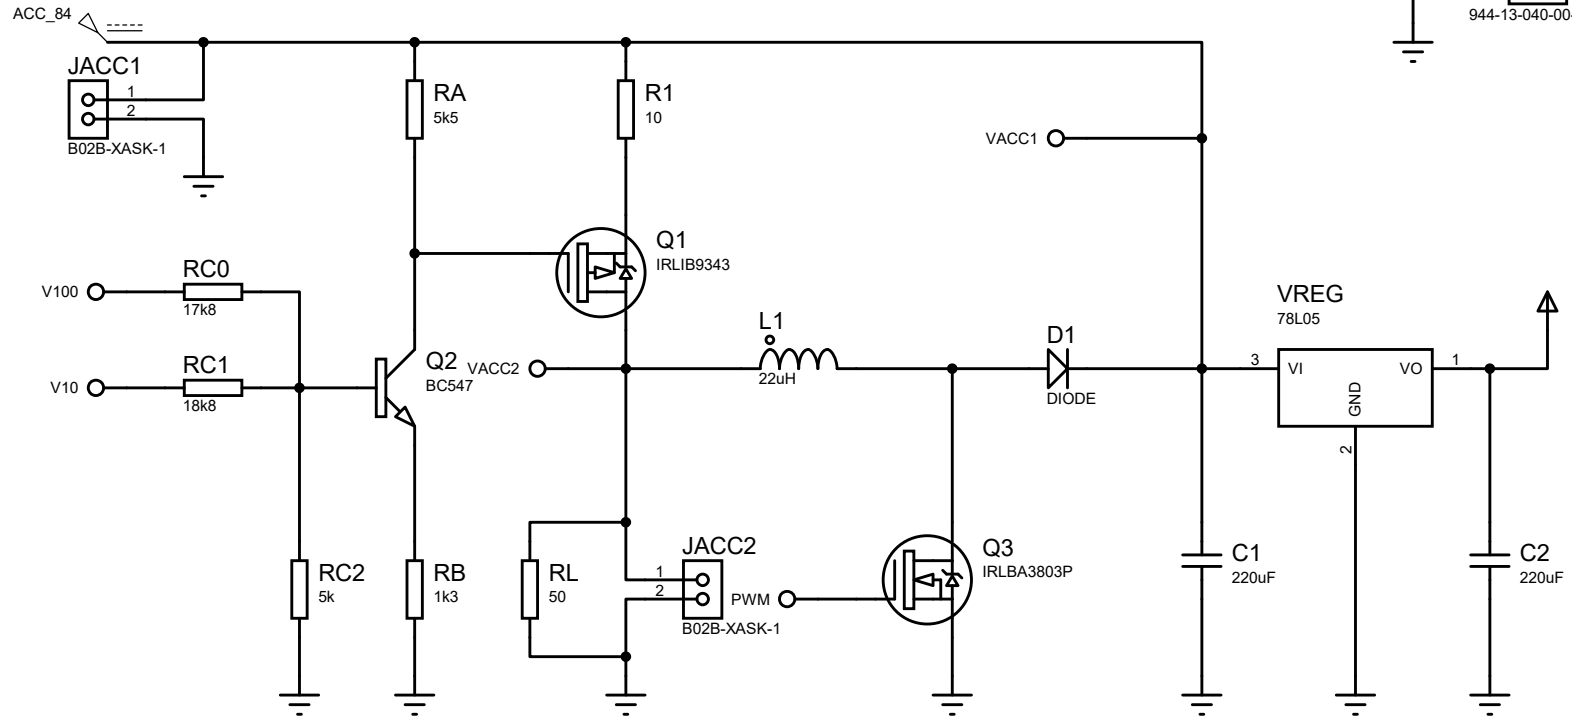 ACC_84
944-13-040-00-
JACC1
1
2
B02B-XASK-1
RA
5k5
R1
10
VACC1
Q1
IRLIB9343
RC0
V100
17k8
VREG
78L05
L1
22uH
D1
DIODE
Q2
BC547
VACC2
RC1
V10
18k8
3
VI
VO
1
GND
2
JACC2
1
2
B02B-XASK-1
PWM
Q3
IRLBA3803P
RC2
5k
RB
1k3
RL
50
C1
220uF
C2
220uF